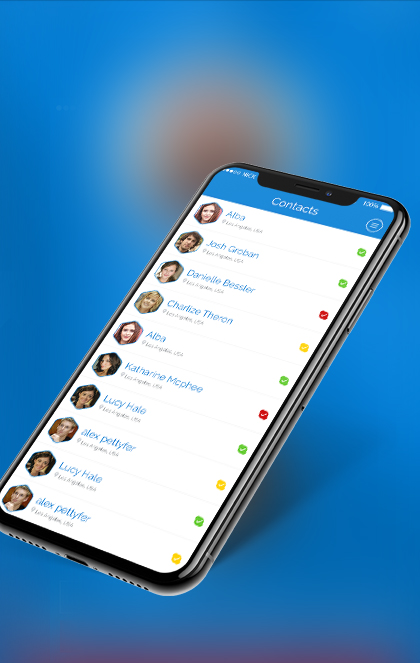 100%
Contacts
Alba
Los Angeles, USA
Josh Groban
Los Angeles, USA
Danielle Bessler
Los Angeles, USA
Charlize Theron
Los Angeles, USA
Alba
Los Angeles, USA
Katharine Mcphee
Los Angeles, USA
Lucy Hale
Los Angeles, USA
alex pettyfer
Los Angeles, USA
Lucy Hale
Los Angeles, USA
alex pettyfer
Los Angeles, USA